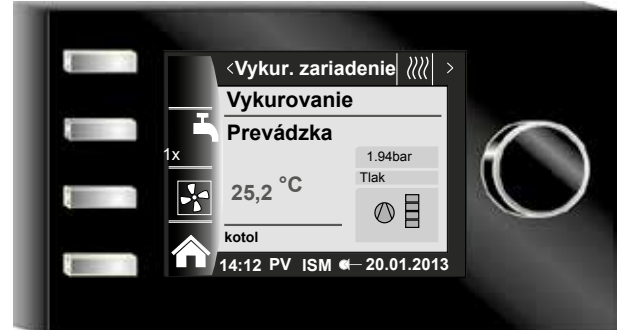 <Vykur. zariadenie >
Vykurovanie
Prevádzka
1x
1.94bar
25,2 °C
Tlak
kotol
14:12 PV ISM 20.01.2013